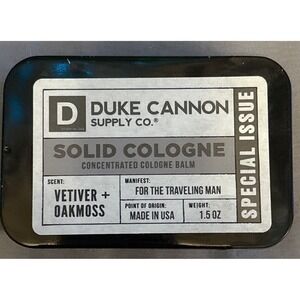 D
DUKE CANNON
SUPPLY CO.®
SOLID COLOGNE
CONCENTRATED COLOGNE BALM
SPECIAL ISSUE
SCENT:
VETIVER +
OAKMOSS
MANIFEST:
FOR THE TRAVELING MAN
POINT OF ORIGIN:
MADE IN USA
WEIGHT:
1.5 OZ